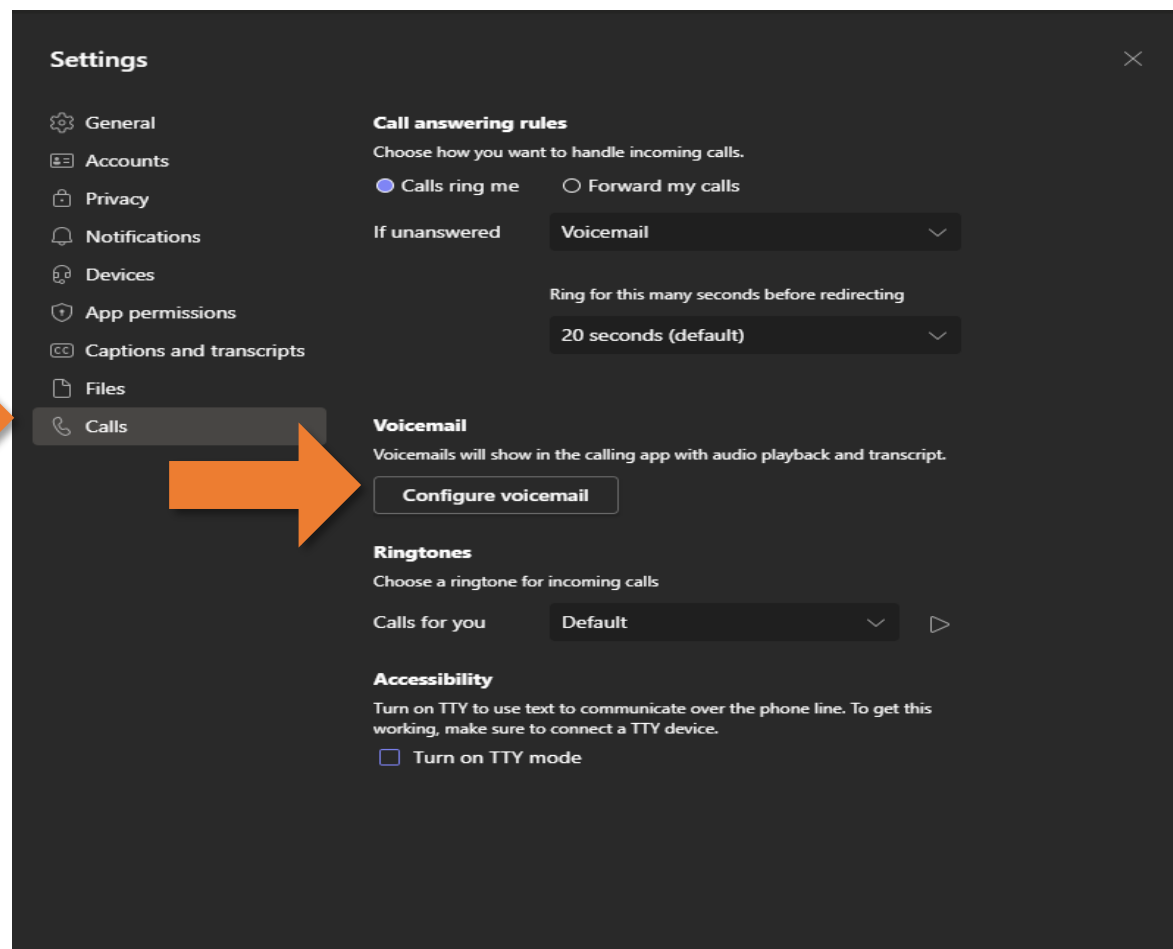 Settings
General
Accounts
Privacy
Notifications
Devices
App permissions
CC Captions and transcripts
Files
Calls
Call answering rules
Choose how you want to handle incoming calls.
Calls ring me Forward my calls
If unanswered Voicemail
Ring for this many seconds before redirecting
20 seconds (default)
Voicemail
Voicemails will show in the calling app with audio playback and transcript.
Configure voicemail
Ringtones
Choose a ringtone for incoming calls
Calls for you Default
Accessibility
Turn on TTY to use text to communicate over the phone line. To get this
working, make sure to connect a TTY device.
Turn on TTY mode